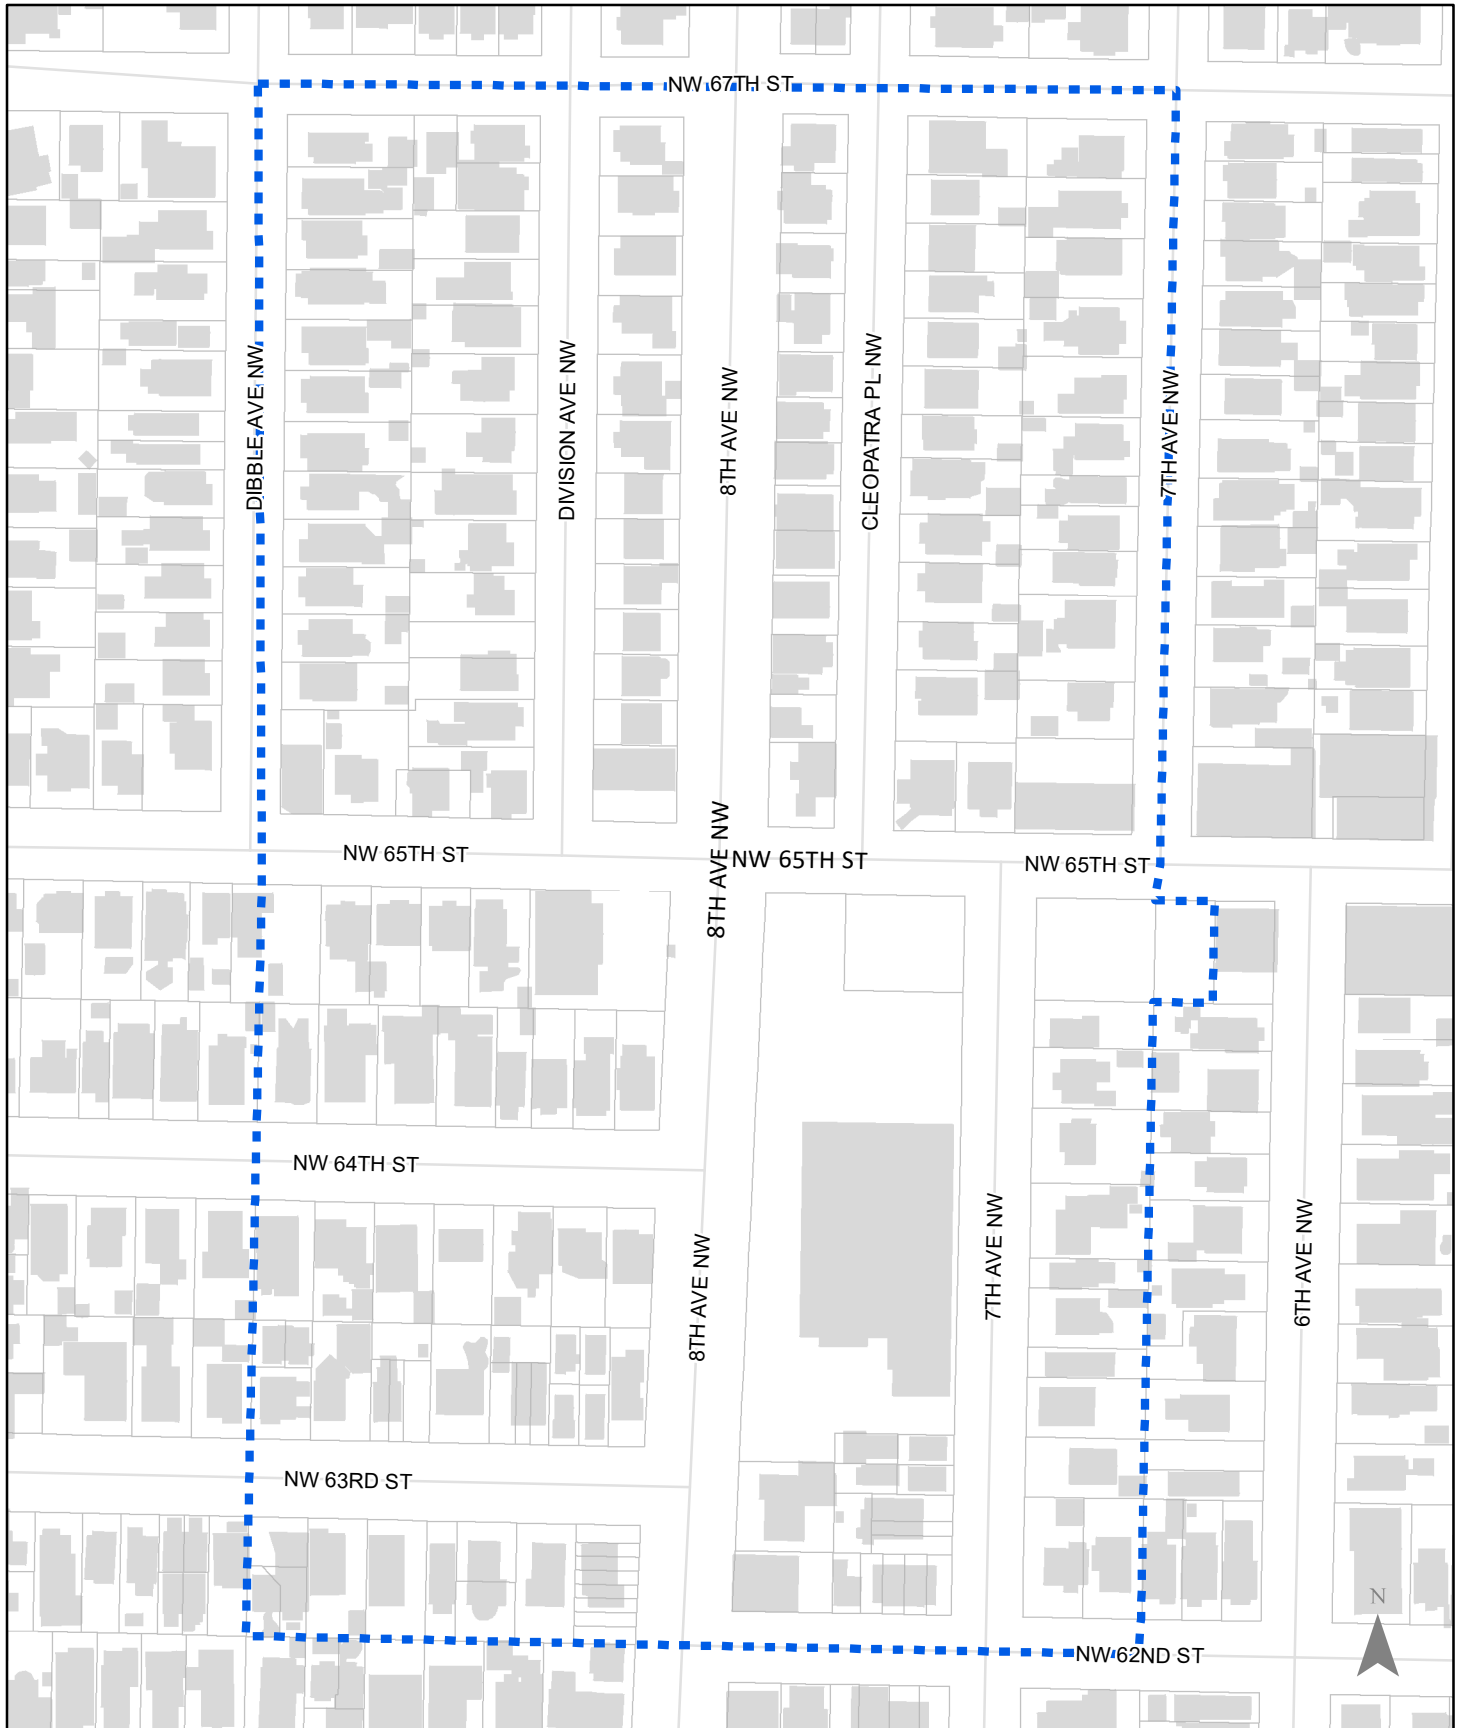 NW 67TH ST
DIBBLE AVE NW
DIVISION AVE NW
8TH AVE NW
CLEOPATRA PL NW
7TH AVE NW
NW 65TH ST
8TH AVE NW
NW 65TH ST
NW 65TH ST
NW 64TH ST
8TH AVE NW
7TH AVE NW
6TH AVE NW
NW 63RD ST
N
NW 62ND ST